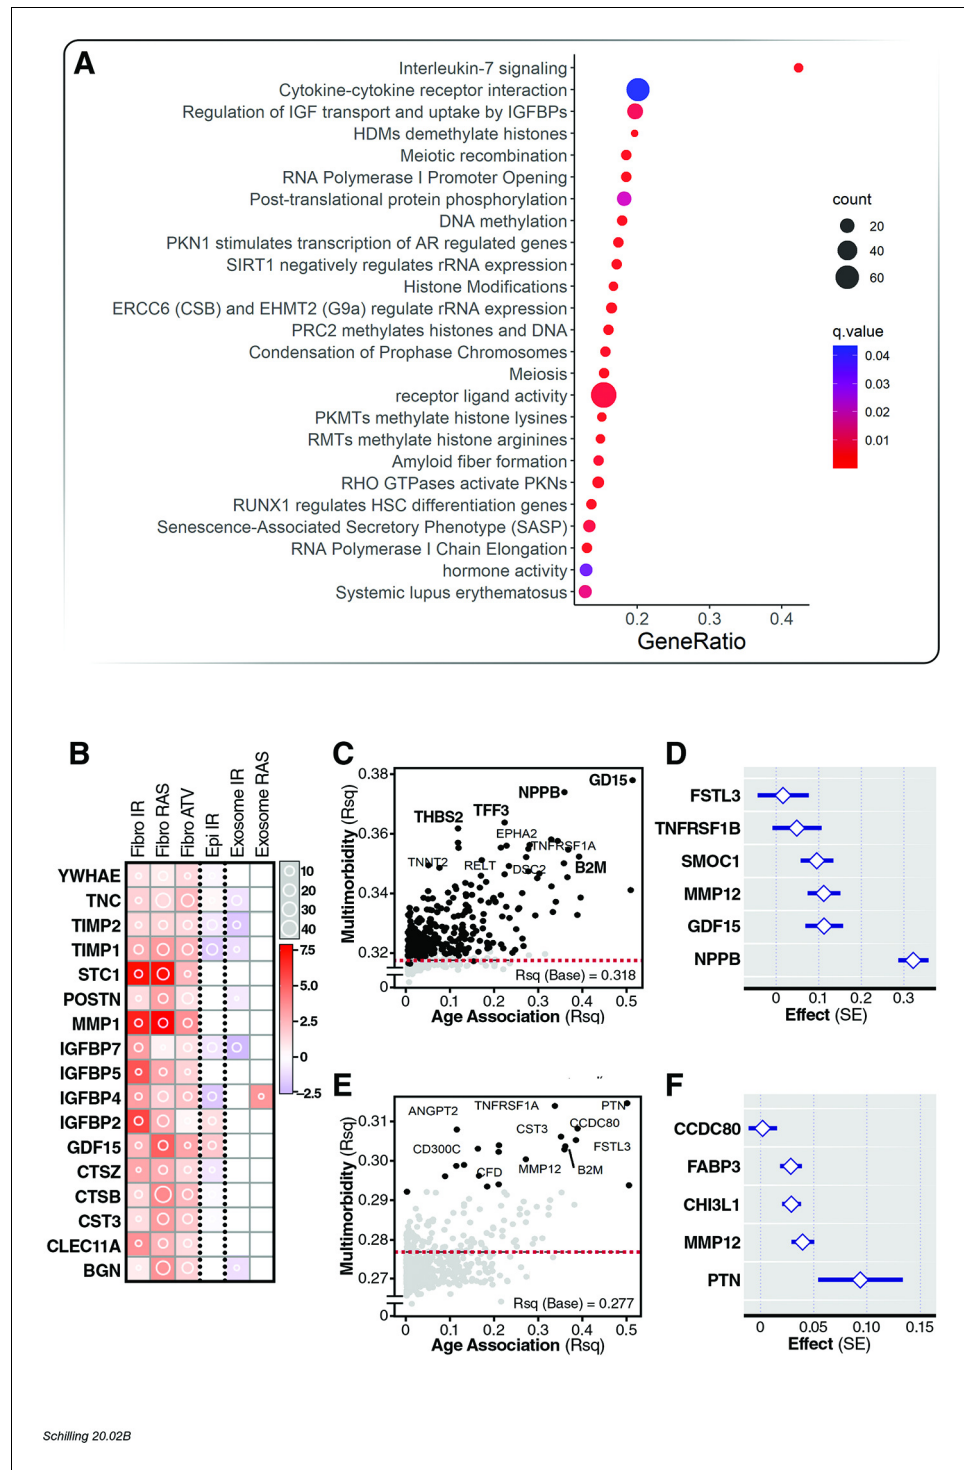 A
Interleukin-7 signaling
Cytokine-cytokine receptor interaction
Regulation of IGF transport and uptake by IGFBPs
HDMs demethylate histones
Meiotic recombination
RNA Polymerase I Promoter Opening
Post-translational protein phosphorylation
DNA methylation
PKN1 stimulates transcription of AR regulated genes
SIRT1 negatively regulates rRNA expression
Histone Modifications
ERCC6 (CSB) and EHMT2 (G9a) regulate rRNA expression
PRC2 methylates histones and DNA
Condensation of Prophase Chromosomes
Meiosis
receptor ligand activity
PKMTs methylate histone lysines
RMTs methylate histone arginines
Amyloid fiber formation
RHO GTPases activate PKNs
RUNX1 regulates HSC differentiation genes
Senescence-Associated Secretory Phenotype (SASP)
RNA Polymerase I Chain Elongation
hormone activity
Systemic lupus erythematosus
0.2 0.3 0.4
GeneRatio
count
20
40
60
q.value
0.04
0.03
0.02
0.01
B
Fibro IR
Fibro RAS
Fibro ATV
Epi IR
Exosome IR
Exosome RAS
YWHAE
TNC
TIMP2
TIMP1
STC1
POSTN
MMP1
IGFBP7
IGFBP5
IGFBP4
IGFBP2
GDF15
CTSZ
CTSB
CST3
CLEC11A
BGN
10
20
30
40
75
5.0
2.5
0
–2.5
C
Multimorbidity (Rsq)
0.38
0.36
0.34
0.32
0
GD15
NPPB
TFF3
THBS2
EPHA2
TNFRSF1A
TNNT2
RELT
DSC2
B2M
Rsq (Base) = 0.318
0 0.1 0.2 0.3 0.4 0.5
Age Association (Rsq)
D
FSTL3
TNFRSF1B
SMOC1
MMP12
GDF15
NPPB
0 0.1 0.2 0.3
Effect (SE)
E
Multimorbidity (Rsq)
0.31
0.30
0.29
0.28
0.27
0
ANGPT2
TNFRSF1A
PTN
CST3
CCDC80
CD300C
FSTL3
CFD
MMP12
B2M
Rsq (Base) = 0.277
0 0.1 0.2 0.3 0.4 0.5
Age Association (Rsq)
F
CCDC80
FABP3
CHI3L1
MMP12
PTN
0 0.05 0.10 0.15
Effect (SE)
Schilling 20.02B